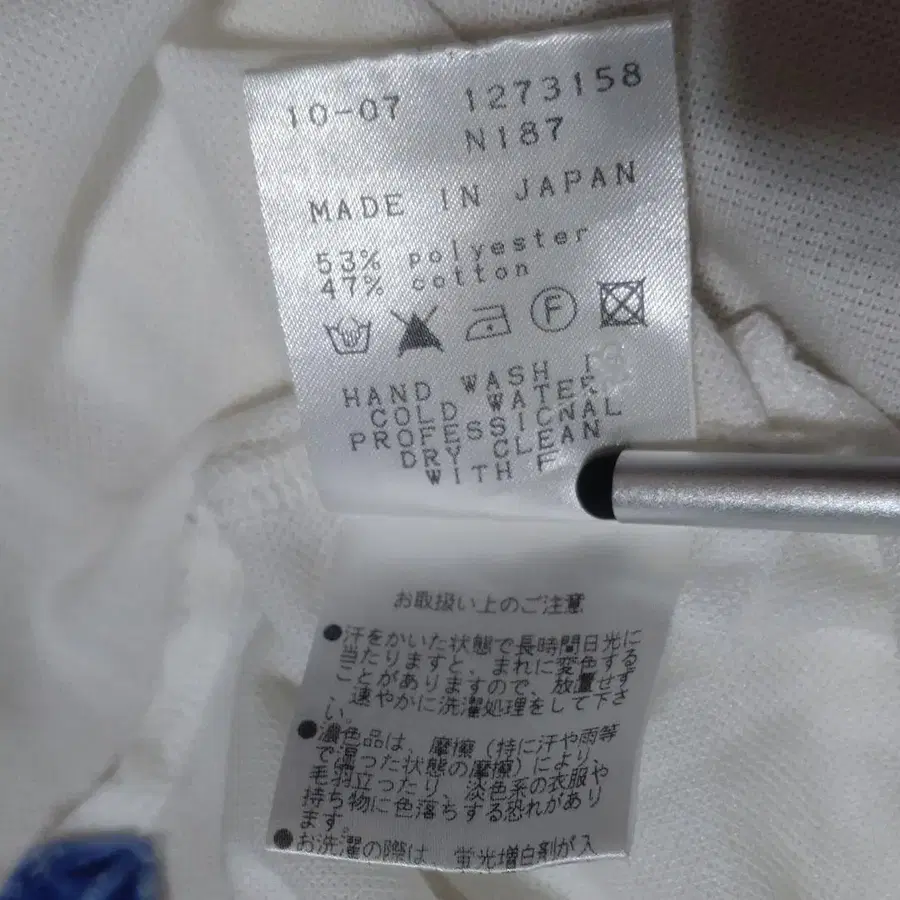 10-07 1273158
N187
MADE IN JAPAN
53% polyester
47% cotton
F
HAND WASH I
COLD WATER
PROFESSIONAL
DRY CLEAN
WITH F
お取扱い上のご注意
●汗をかいた状態で長時間日光に
当たりますと、まれに変色する
ことがありますので、放置せず
、速やかに洗濯処理をして下さ
い。
●濃色品は、摩擦（特に汗や雨等
で湿った状態の摩擦）により、
毛羽立ったり、淡色系の衣服や
持ち物に色落ちする恐れがあり
ます。
●お洗濯の際は、蛍光増白剤が入